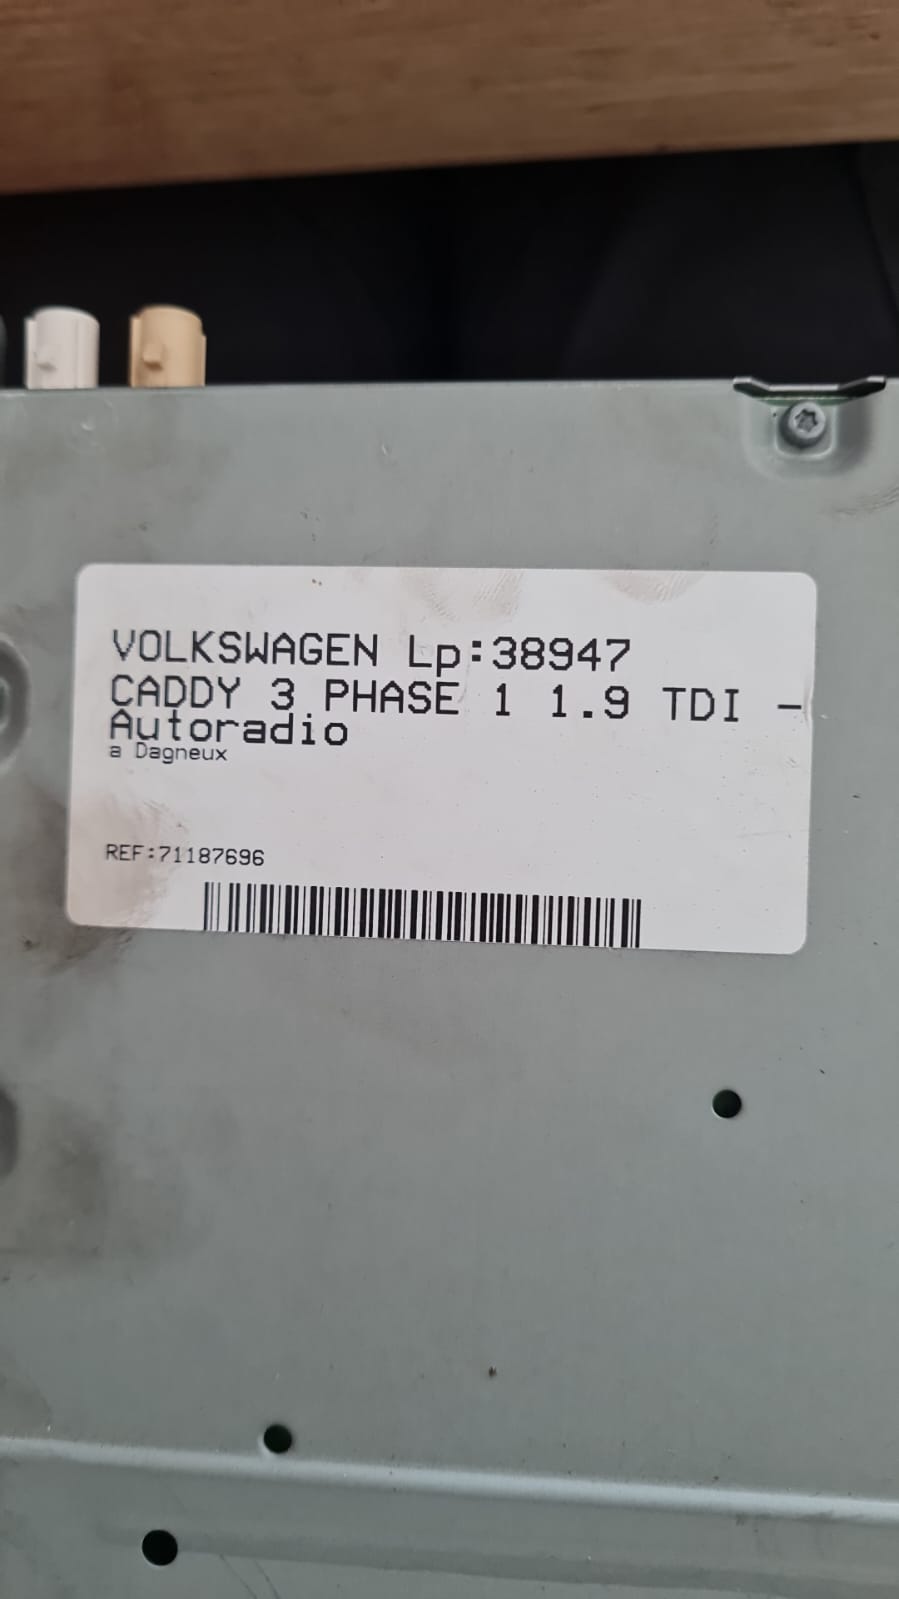 VOLKSWAGEN Lp:38947
CADDY 3 PHASE 1 1.9 TDI -
Autoradio
a Dagneux
REF:71187696